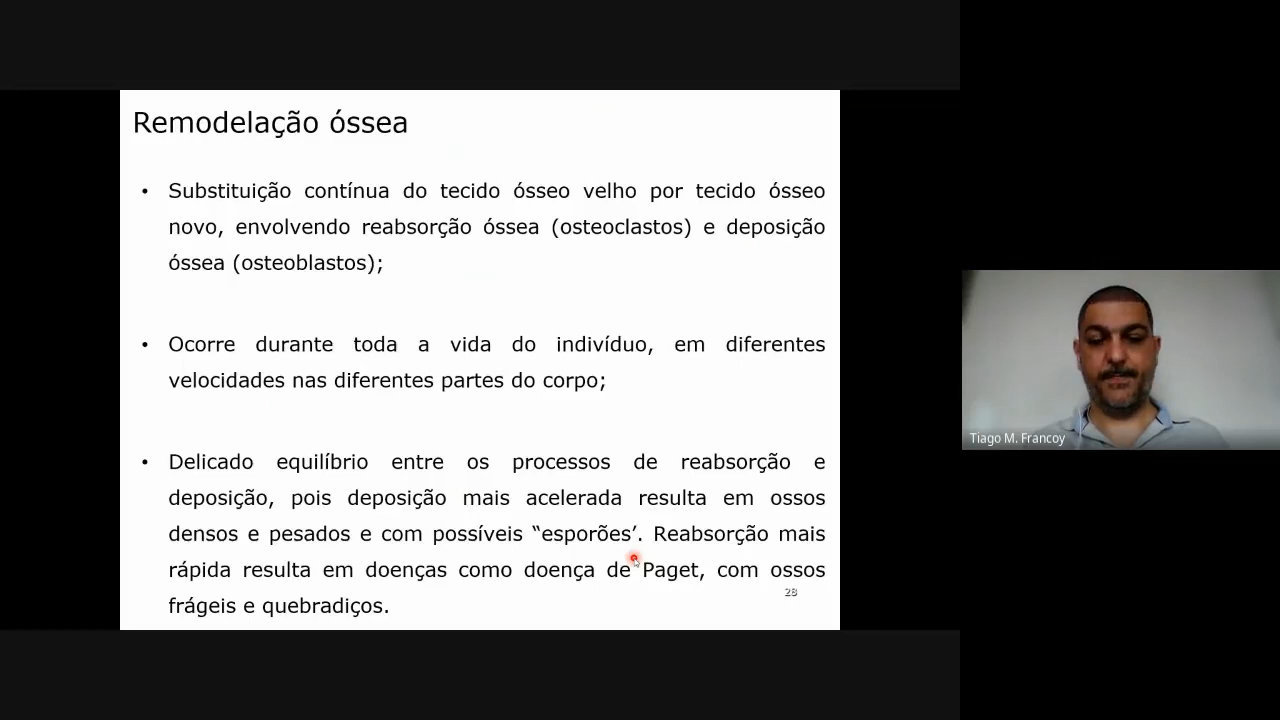 Remodelação óssea
• Substituição contínua do tecido ósseo velho por tecido ósseo
novo, envolvendo reabsorção óssea (osteoclastos) e deposição
óssea (osteoblastos);
• Ocorre durante toda a vida do indivíduo, em diferentes
velocidades nas diferentes partes do corpo;
• Delicado equilíbrio entre os processos de reabsorção e
deposição, pois deposição mais acelerada resulta em ossos
densos e pesados e com possíveis “esporões’. Reabsorção mais
rápida resulta em doenças como doença de Paget, com ossos
frágeis e quebradiços.
28
Tiago M. Francoy